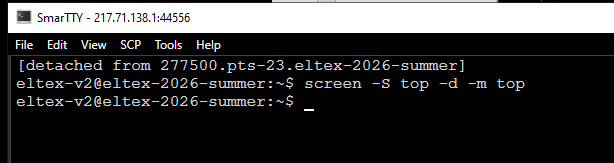 SmarTTY - 217.71.138.1:44556
File Edit View SCP Tools Help
[detached from 277500.pts-23.eltex-2026-summer]
eltex-v2@eltex-2026-summer:~$ screen -S top -d -m top
eltex-v2@eltex-2026-summer:~$ _